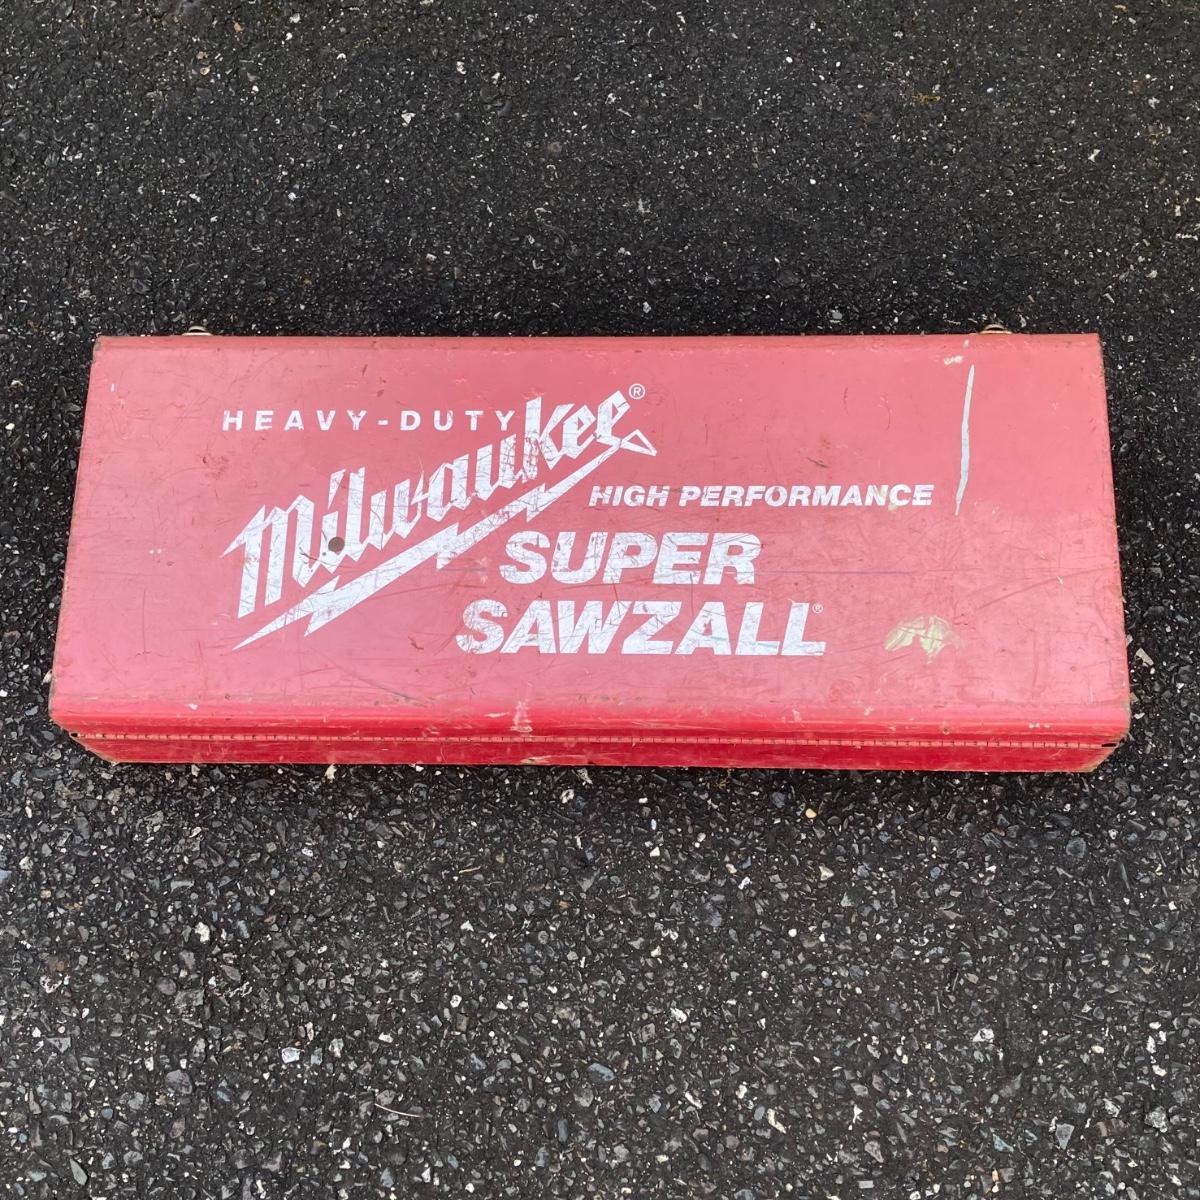 HEAVY-DUTY
Milwaukee®
HIGH PERFORMANCE
SUPER
SAWZALL®